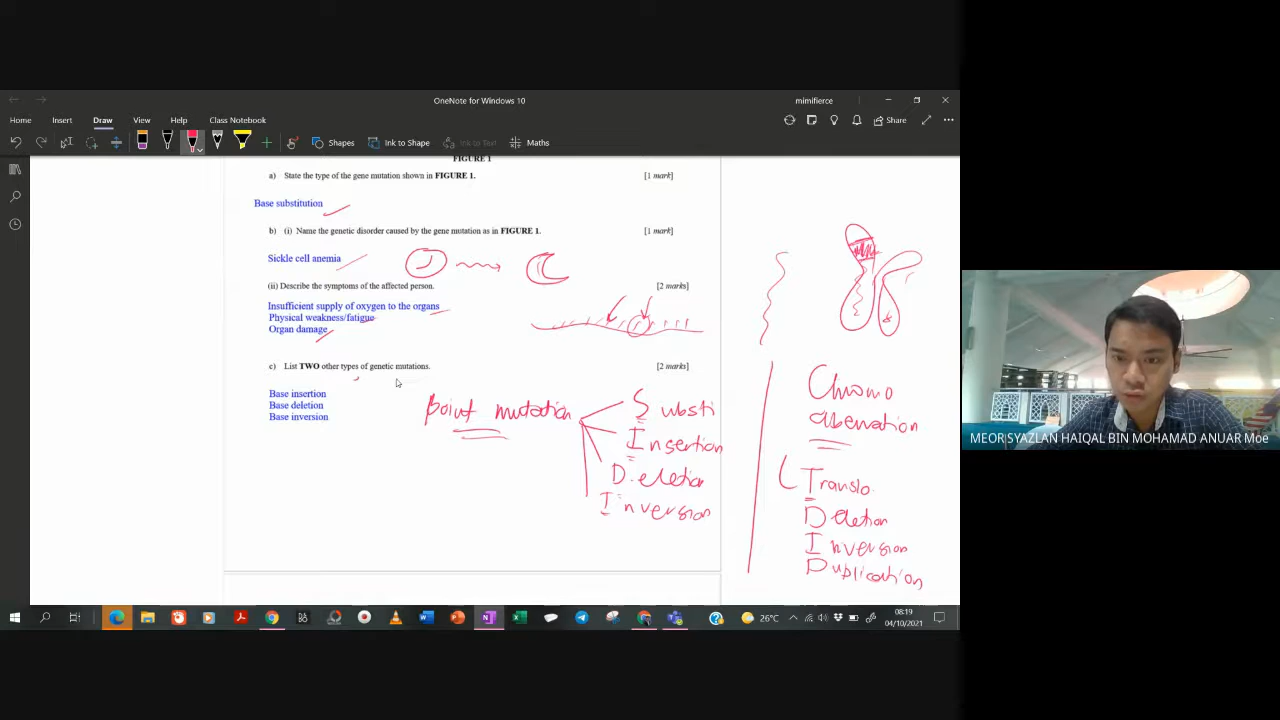 OneNote for Windows 10
mimifierce
Home
Insert
Draw
View
Help
Class Notebook
Share
Shapes
Ink to Shape
Ink to Text
Maths
FIGURE 1
a) State the type of the gene mutation shown in FIGURE 1. [1 mark]
Base substitution
b) (i) Name the genetic disorder caused by the gene mutation as in FIGURE 1. [1 mark]
Sickle cell anemia
(ii) Describe the symptoms of the affected person. [2 marks]
Insufficient supply of oxygen to the organs
Physical weakness/fatigue
Organ damage
c) List TWO other types of genetic mutations. [2 marks]
Base insertion
Base deletion
Base inversion
Point mutation
Substi
Insertion
Deletion
Inversion
Chromo
aberration
Translo
Deletion
Inversion
Duplication
MEOR SYAZLAN HAIQAL BIN MOHAMAD ANUAR Moe
26°C
08:19
04/10/2021